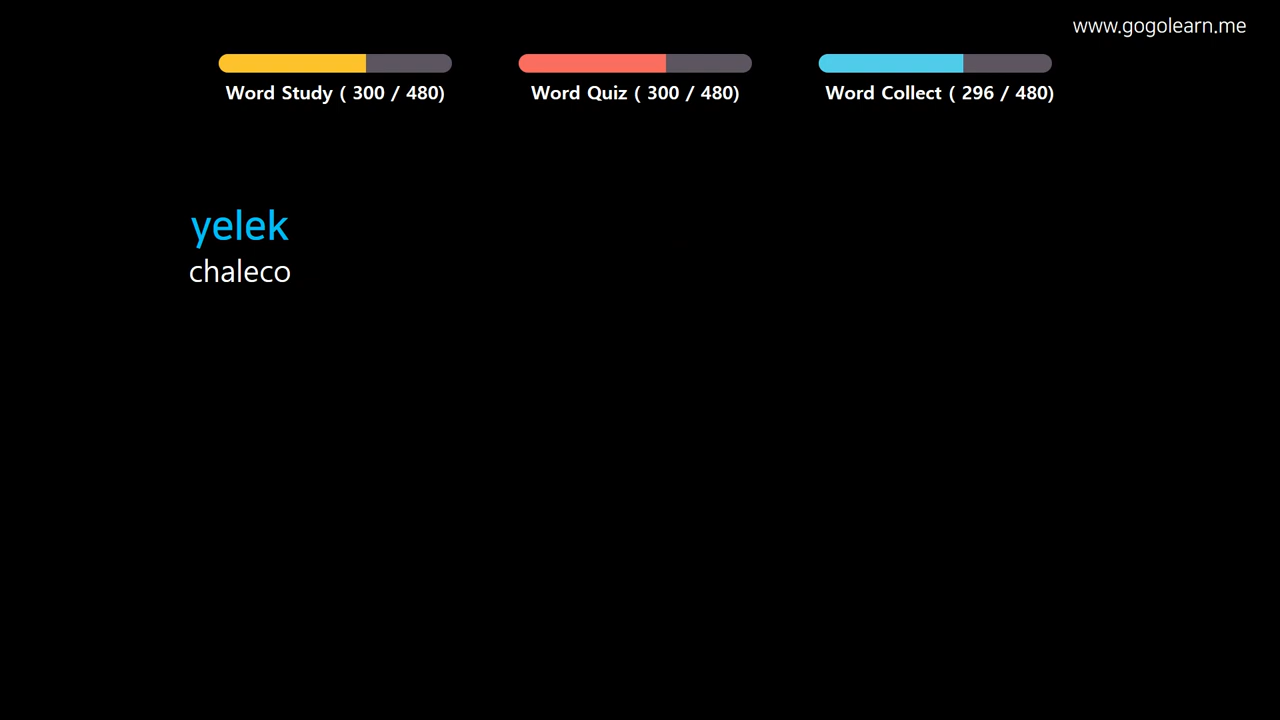 www.gogolearn.me
Word Study ( 300 / 480)
Word Quiz ( 300 / 480)
Word Collect ( 296 / 480)
yelek
chaleco